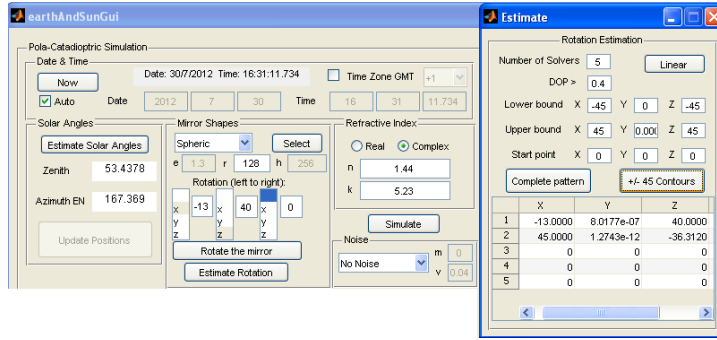 earthAndSunGui
Pola-Catadioptric Simulation
Date & Time
Now
Date: 30/7/2012 Time: 16:31:11.734
Time Zone GMT
+1
Auto
Date
2012
7
30
Time
16
31
11.734
Solar Angles
Estimate Solar Angles
Zenith
53.4378
Azimuth EN
167.369
Update Positions
Mirror Shapes
Spheric
Select
e
1.3
r
128
h
256
Rotation (left to right):
x
y
z
-13
x
y
z
40
x
y
z
0
Rotate the mirror
Estimate Rotation
Refractive Index
Real
Complex
n
1.44
k
5.23
Simulate
Noise
No Noise
m
0
v
0.04
Estimate
Rotation Estimation
Number of Solvers
5
Linear
DOP >
0.4
Lower bound X -45 Y 0 Z -45
Upper bound X 45 Y 0.000 Z 45
Start point X 0 Y 0 Z 0
Complete pattern
+/- 45 Contours
X Y Z
1 -13.0000 8.0177e-07 40.0000
2 45.0000 1.2743e-12 -36.3120
3 0 0 0
4 0 0 0
5 0 0 0